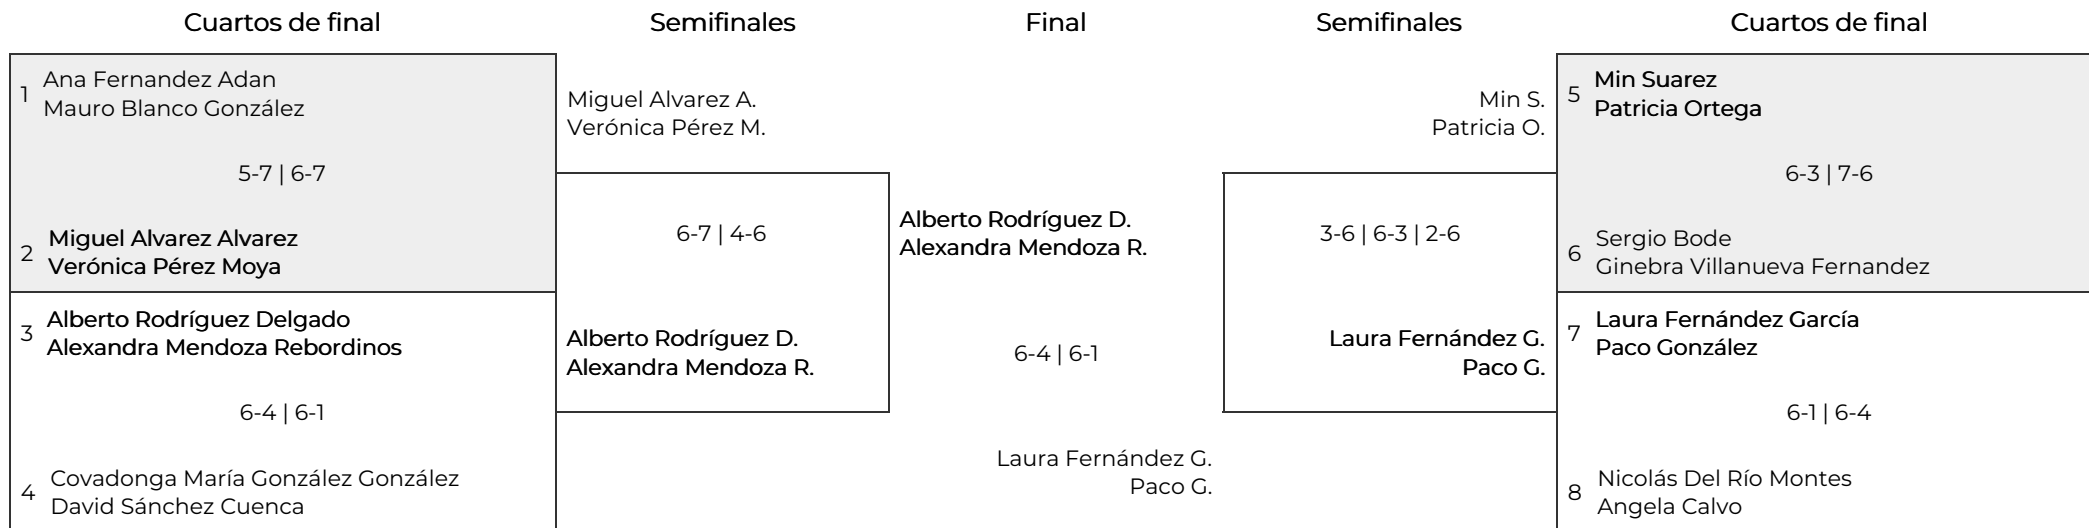 Cuartos de final
Semifinales
Final
Semifinales
Cuartos de final
1
Ana Fernandez Adan
Mauro Blanco González
5-7 | 6-7
2
Miguel Alvarez Alvarez
Verónica Pérez Moya
3
Alberto Rodríguez Delgado
Alexandra Mendoza Rebordinos
6-4 | 6-1
4
Covadonga María González González
David Sánchez Cuenca
Miguel Alvarez A.
Verónica Pérez M.
6-7 | 4-6
Alberto Rodríguez D.
Alexandra Mendoza R.
Alberto Rodríguez D.
Alexandra Mendoza R.
6-4 | 6-1
Laura Fernández G.
Paco G.
Min S.
Patricia O.
3-6 | 6-3 | 2-6
Laura Fernández G.
Paco G.
5
Min Suarez
Patricia Ortega
6-3 | 7-6
6
Sergio Bode
Ginebra Villanueva Fernandez
7
Laura Fernández García
Paco González
6-1 | 6-4
8
Nicolás Del Río Montes
Angela Calvo